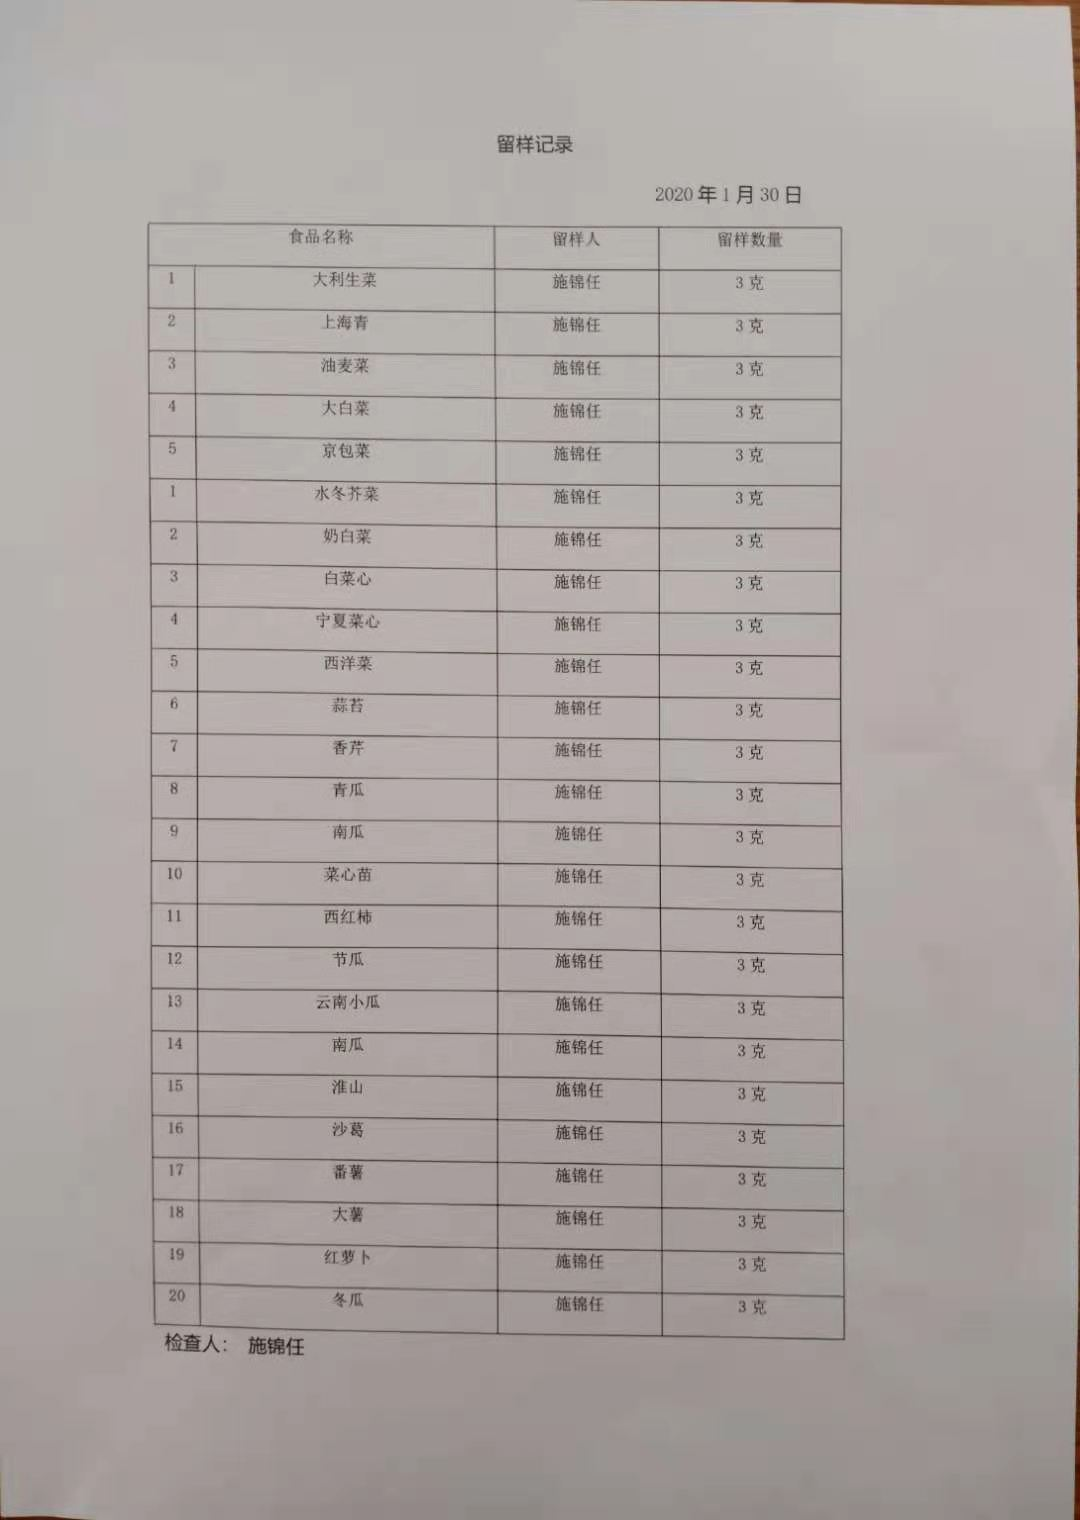 留样记录
2020年1月30日
食品名称 留样人 留样数量
1 大利生菜 施锦任 3克
2 上海青 施锦任 3克
3 油麦菜 施锦任 3克
4 大白菜 施锦任 3克
5 京包菜 施锦任 3克
1 水冬芥菜 施锦任 3克
2 奶白菜 施锦任 3克
3 白菜心 施锦任 3克
4 宁夏菜心 施锦任 3克
5 西洋菜 施锦任 3克
6 蒜苔 施锦任 3克
7 香芹 施锦任 3克
8 青瓜 施锦任 3克
9 南瓜 施锦任 3克
10 菜心苗 施锦任 3克
11 西红柿 施锦任 3克
12 节瓜 施锦任 3克
13 云南小瓜 施锦任 3克
14 南瓜 施锦任 3克
15 淮山 施锦任 3克
16 沙葛 施锦任 3克
17 番薯 施锦任 3克
18 大薯 施锦任 3克
19 红萝卜 施锦任 3克
20 冬瓜 施锦任 3克
检查人： 施锦任